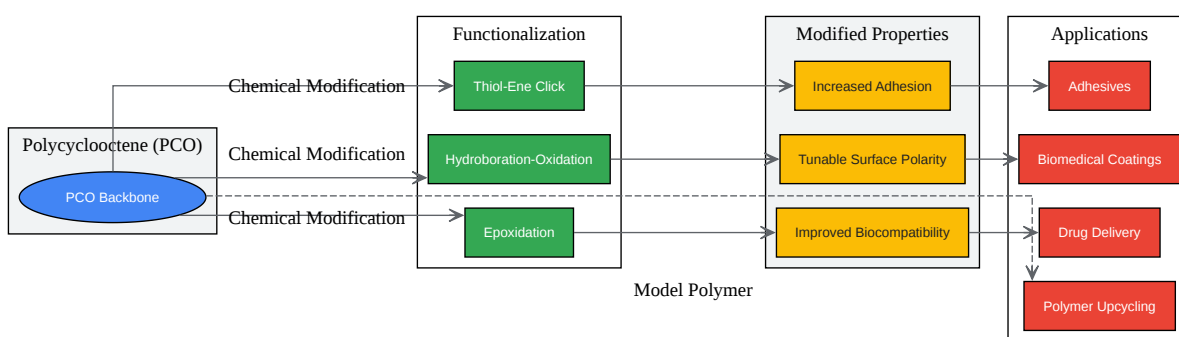 Functionalization
Modified Properties
Applications
Chemical Modification
Thiol-Ene Click
Increased Adhesion
Adhesives
Polycyclooctene (PCO)
Chemical Modification
Hydroboration-Oxidation
Tunable Surface Polarity
Biomedical Coatings
PCO Backbone
Chemical Modification
Epoxidation
Improved Biocompatibility
Drug Delivery
Model Polymer
Polymer Upcycling